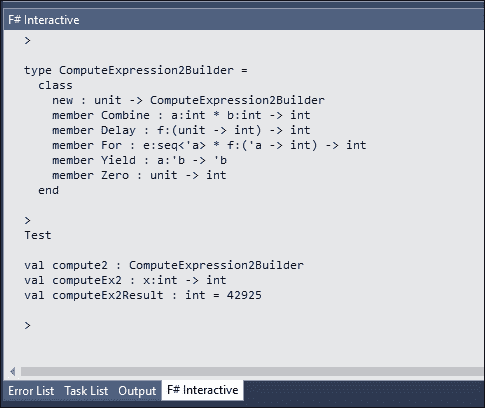 F# Interactive
>
type ComputeExpression2Builder =
class
new : unit -> ComputeExpression2Builder
member Combine : a:int * b:int -> int
member Delay : f:(unit -> int) -> int
member For : e:seq<'a> * f:('a -> int) -> int
member Yield : a:'b -> 'b
member Zero : unit -> int
end
>
Test
val compute2 : ComputeExpression2Builder
val computeEx2 : x:int -> int
val computeEx2Result : int = 42925
>
Error List Task List Output F# Interactive